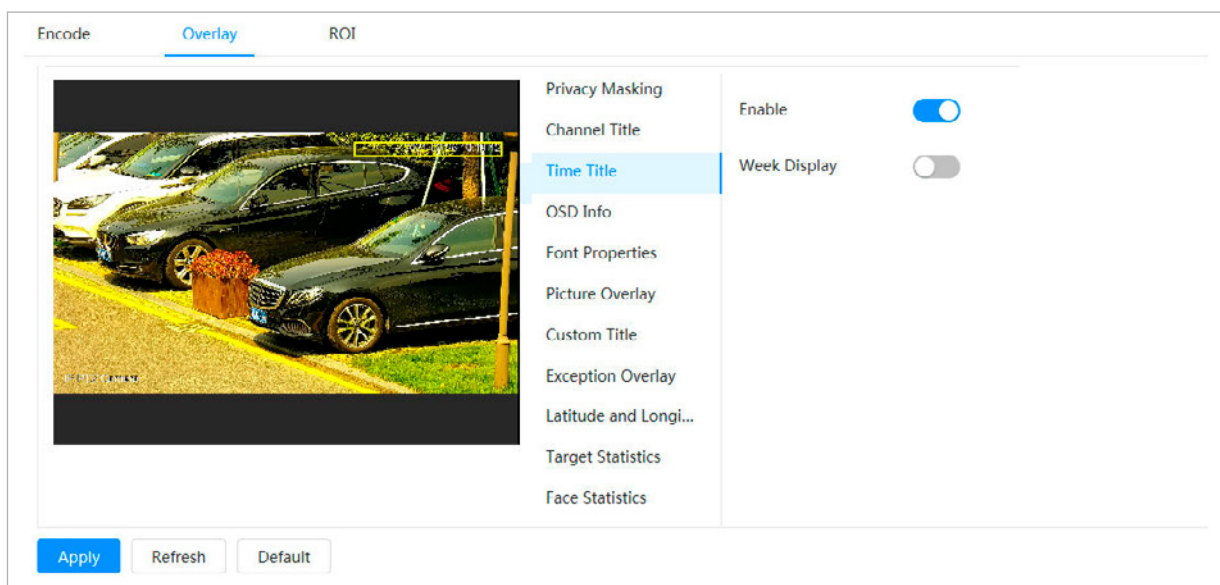 Encode Overlay ROI
Privacy Masking
Channel Title
Time Title
OSD Info
Font Properties
Picture Overlay
Custom Title
Exception Overlay
Latitude and Longi...
Target Statistics
Face Statistics
Enable
Week Display
Apply Refresh Default